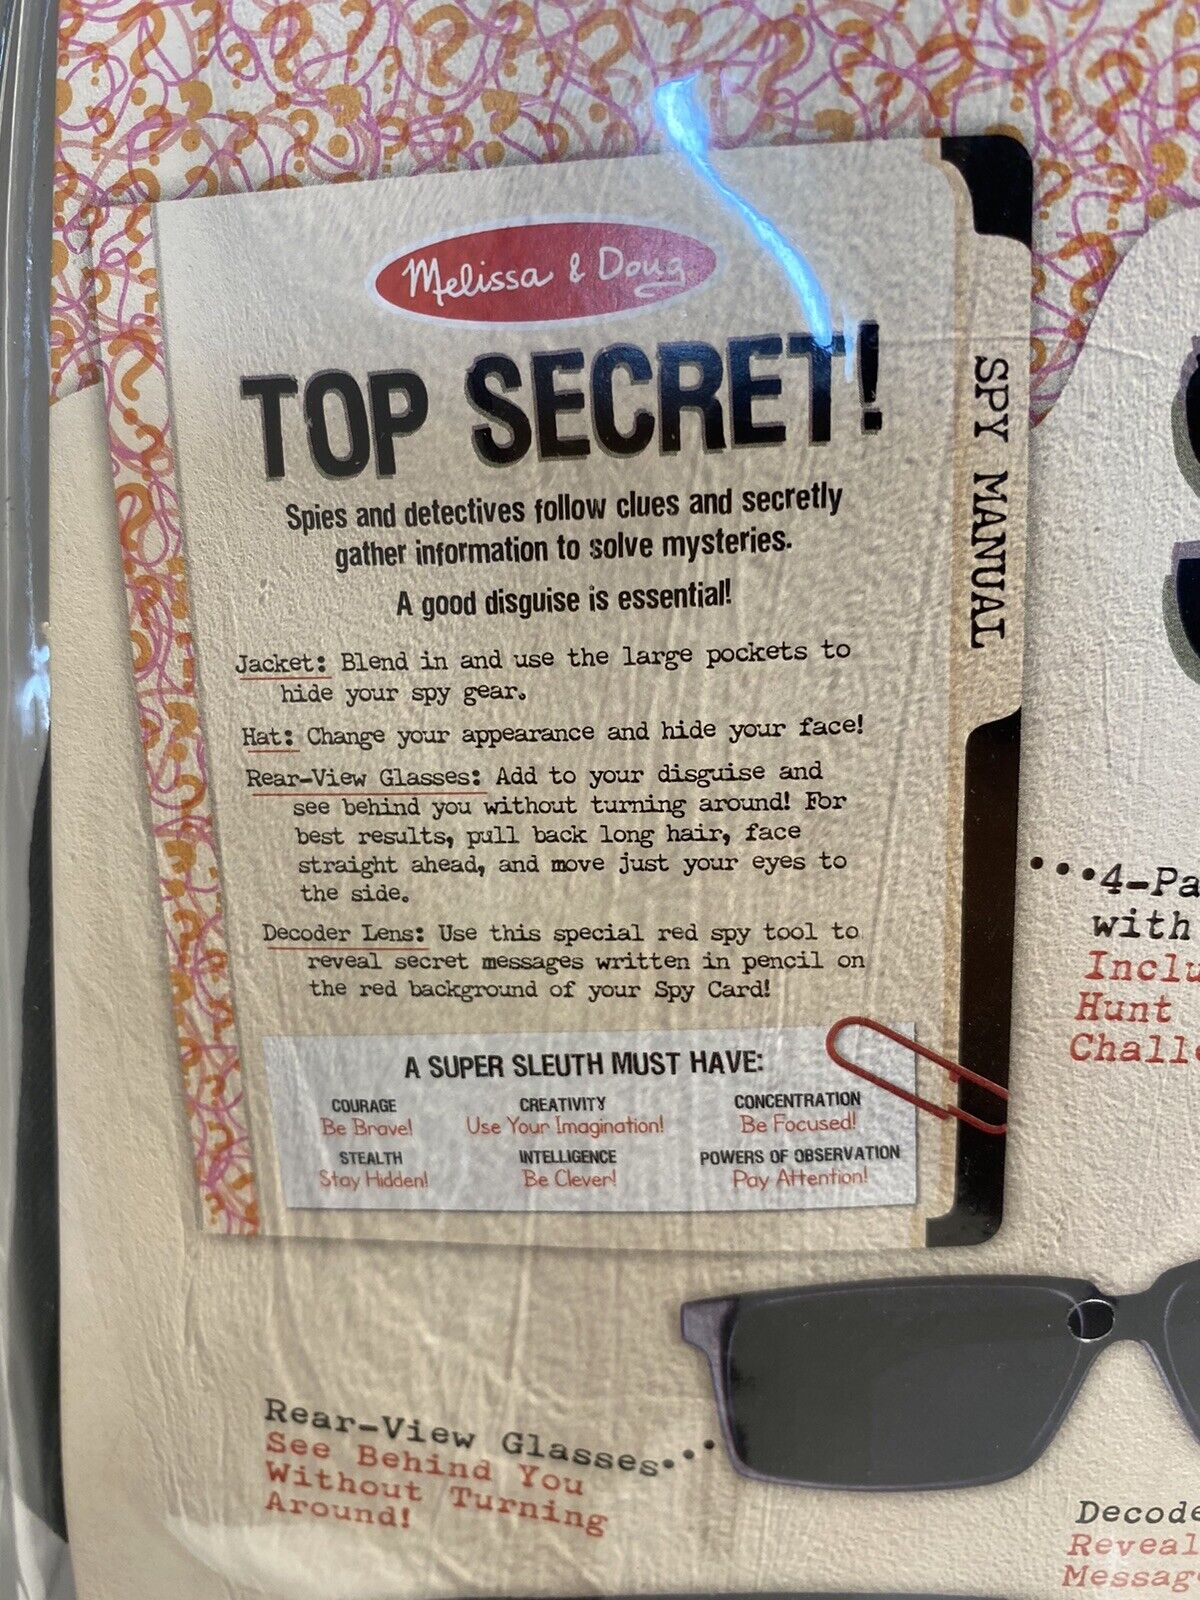 Melissa & Doug
TOP SECRET!
Spies and detectives follow clues and secretly
gather information to solve mysteries.
A good disguise is essential!
Jacket: Blend in and use the large pockets to
hide your spy gear.
Hat: Change your appearance and hide your face!
Rear-View Glasses: Add to your disguise and
see behind you without turning around! For
best results, pull back long hair, face
straight ahead, and move just your eyes to
the side.
Decoder Lens: Use this special red spy tool to
reveal secret messages written in pencil on
the red background of your Spy Card!
A SUPER SLEUTH MUST HAVE:
COURAGE CREATIVITY CONCENTRATION
Be Brave! Use Your Imagination! Be Focused!
STEALTH INTELLIGENCE POWERS OF OBSERVATION
Stay Hidden! Be Clever! Pay Attention!
SPY MANUAL
•••4-Pa
with
Inclu
Hunt
Challe
Rear-View Glasses•••
See Behind You
Without Turning
Around!
Decode
Reveal
Messag